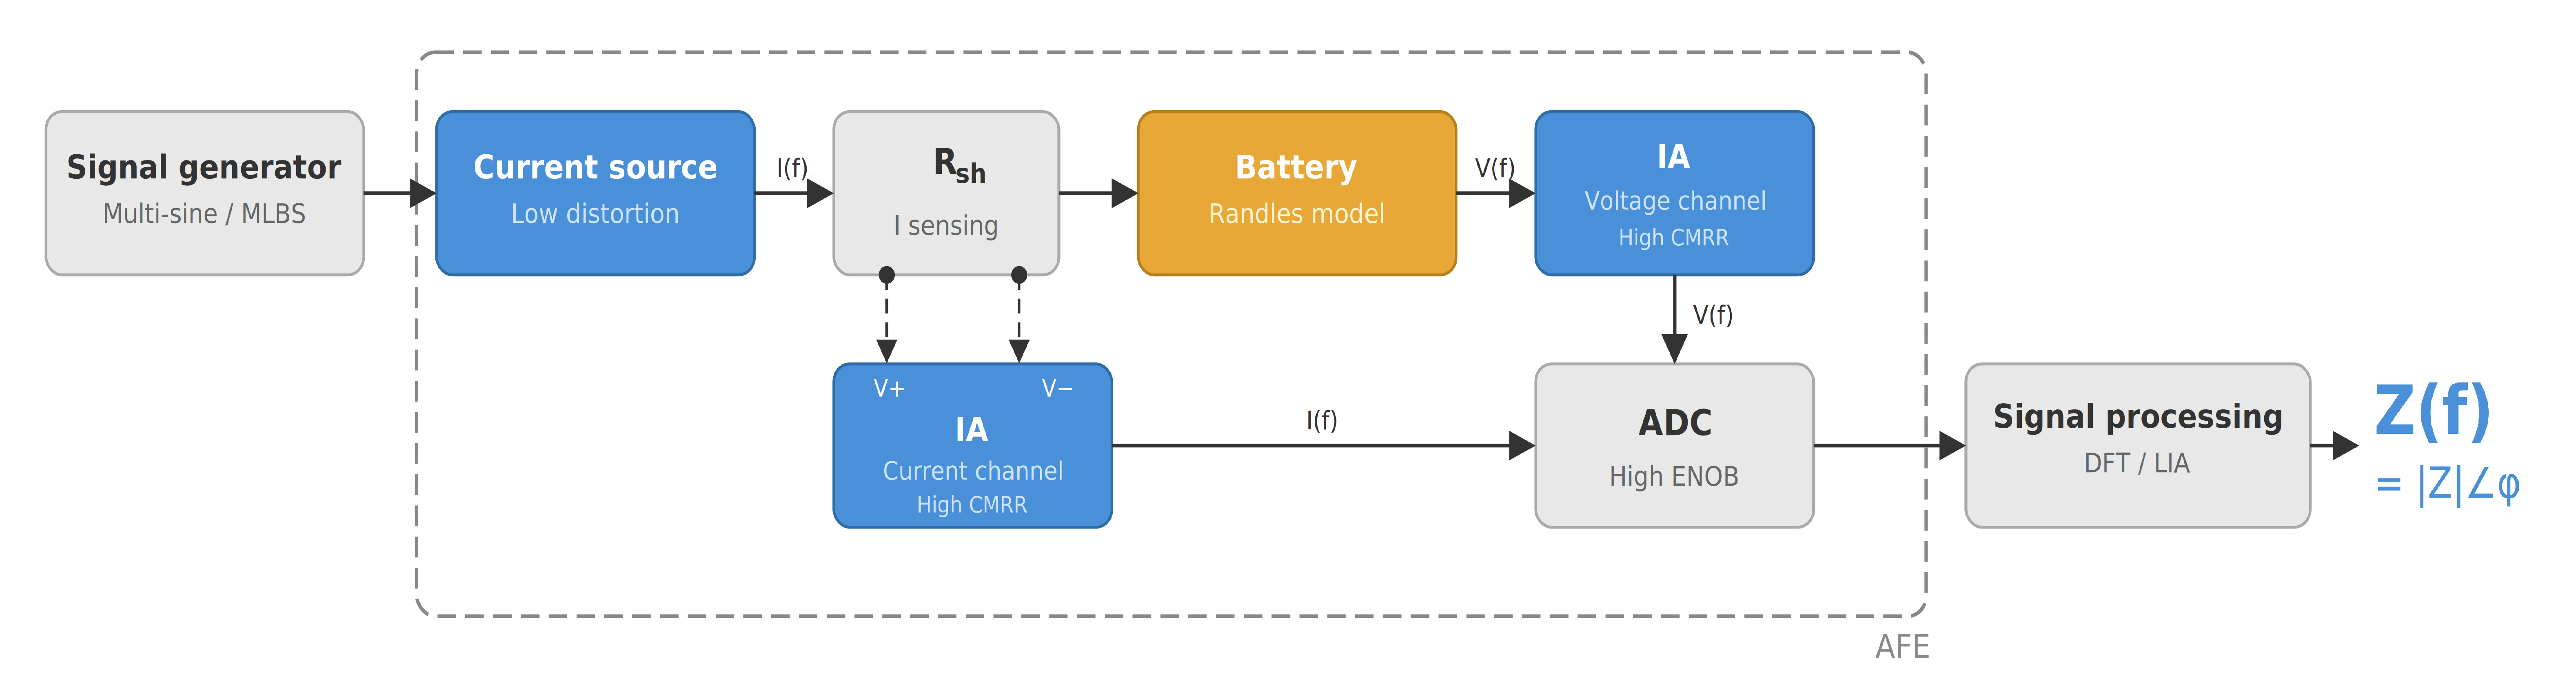 Signal generator
Multi-sine / MLBS
Current source
Low distortion
I(f)
Rsh
I sensing
Battery
Randles model
V(f)
IA
Voltage channel
High CMRR
V(f)
V+ V−
IA
Current channel
High CMRR
I(f)
ADC
High ENOB
Signal processing
DFT / LIA
Z(f)
= |Z|∠φ
AFE